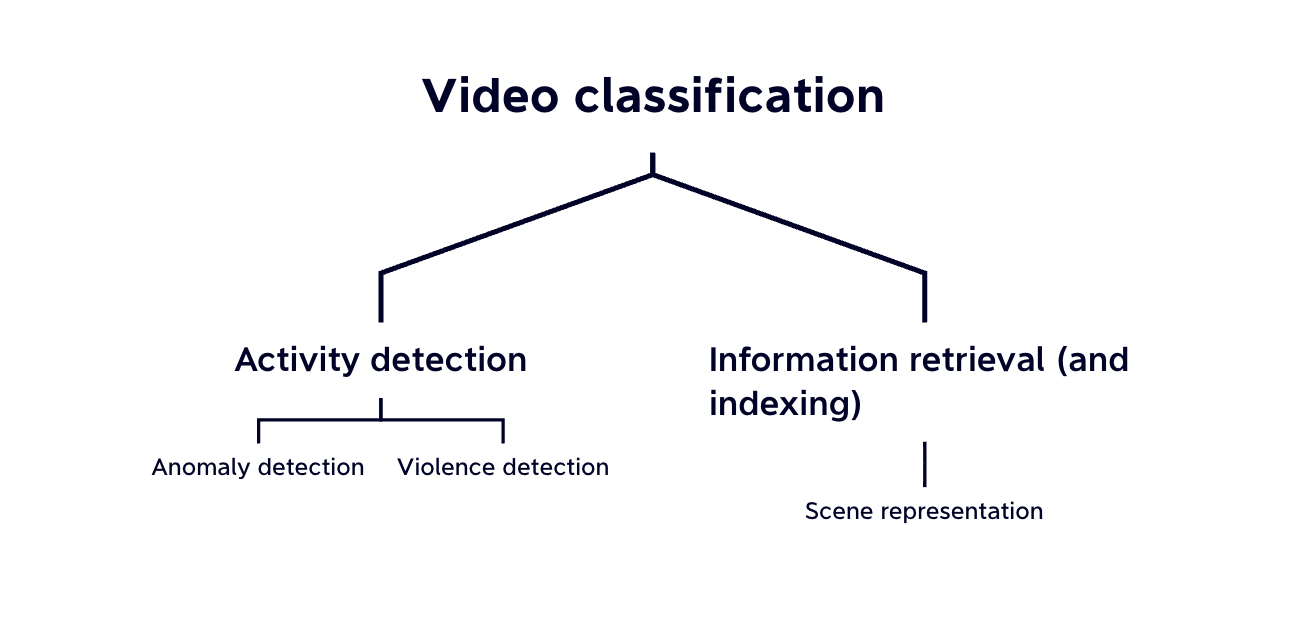 Video classification
Activity detection
Information retrieval (and
indexing)
Anomaly detection
Violence detection
Scene representation